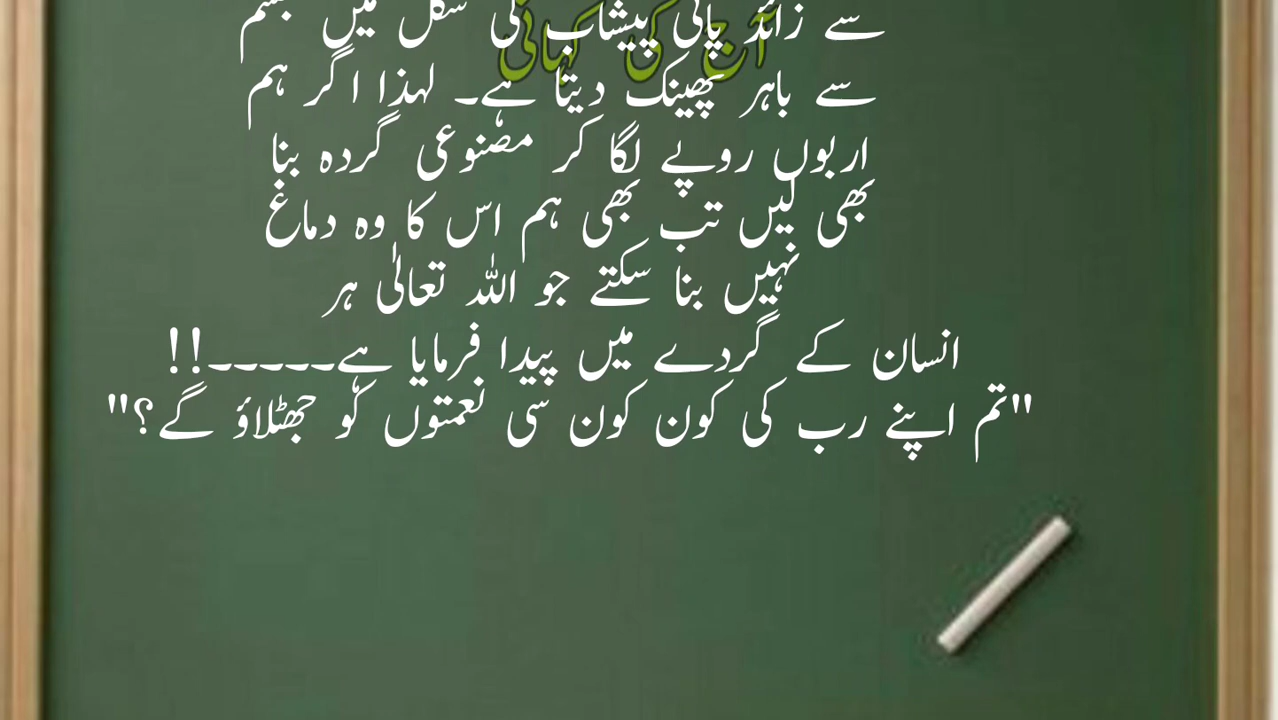 آج کی کہانی
سے زائد پانی پیشاب کی شکل میں جسم
سے باہر پھینک دیتا ہے۔ لہذا اگر ہم
اربوں روپے لگا کر مصنوعی گردہ بنا
بھی لیں تب بھی ہم اس کا وہ دماغ
نہیں بنا سکتے جو اللہ تعالیٰ ہر
انسان کے گردے میں پیدا فرمایا ہے۔۔۔۔۔!!
"تم اپنے رب کی کون کون سی نعمتوں کو جھٹلاؤ گے؟"